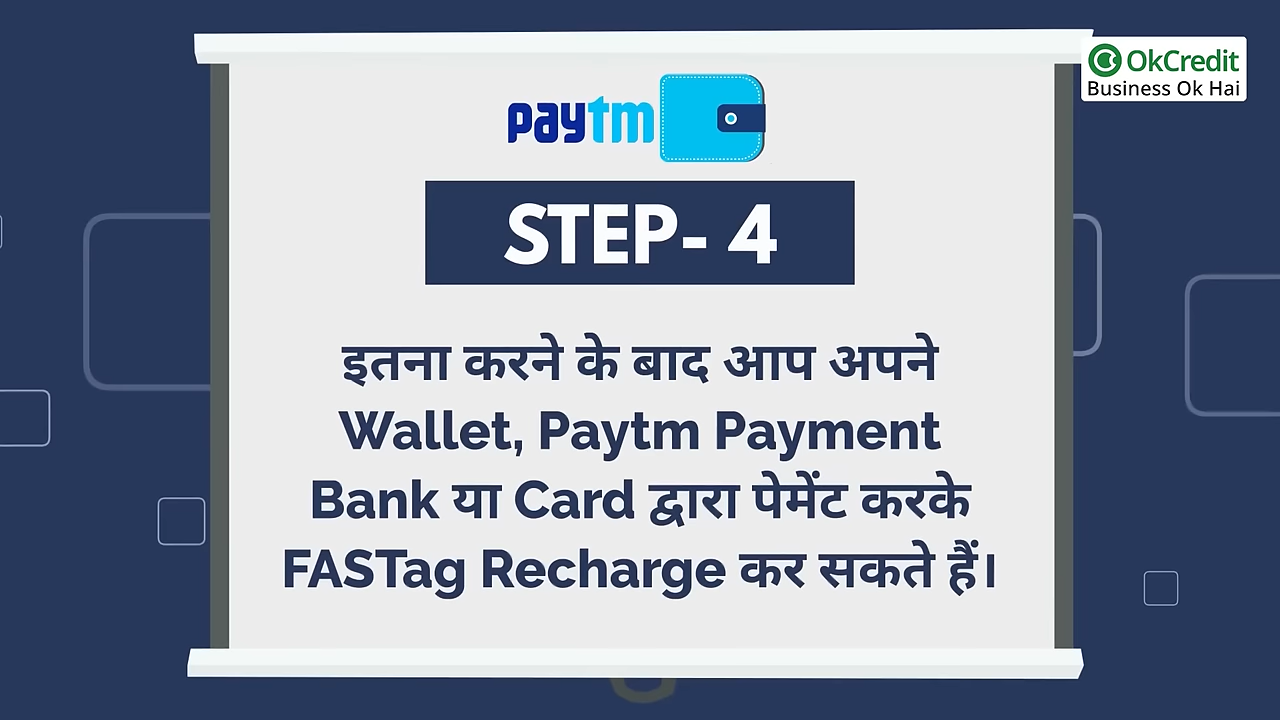 OkCredit
Business Ok Hai
paytm
STEP- 4
इतना करने के बाद आप अपने
Wallet, Paytm Payment
Bank या Card द्वारा पेमेंट करके
FASTag Recharge कर सकते हैं।